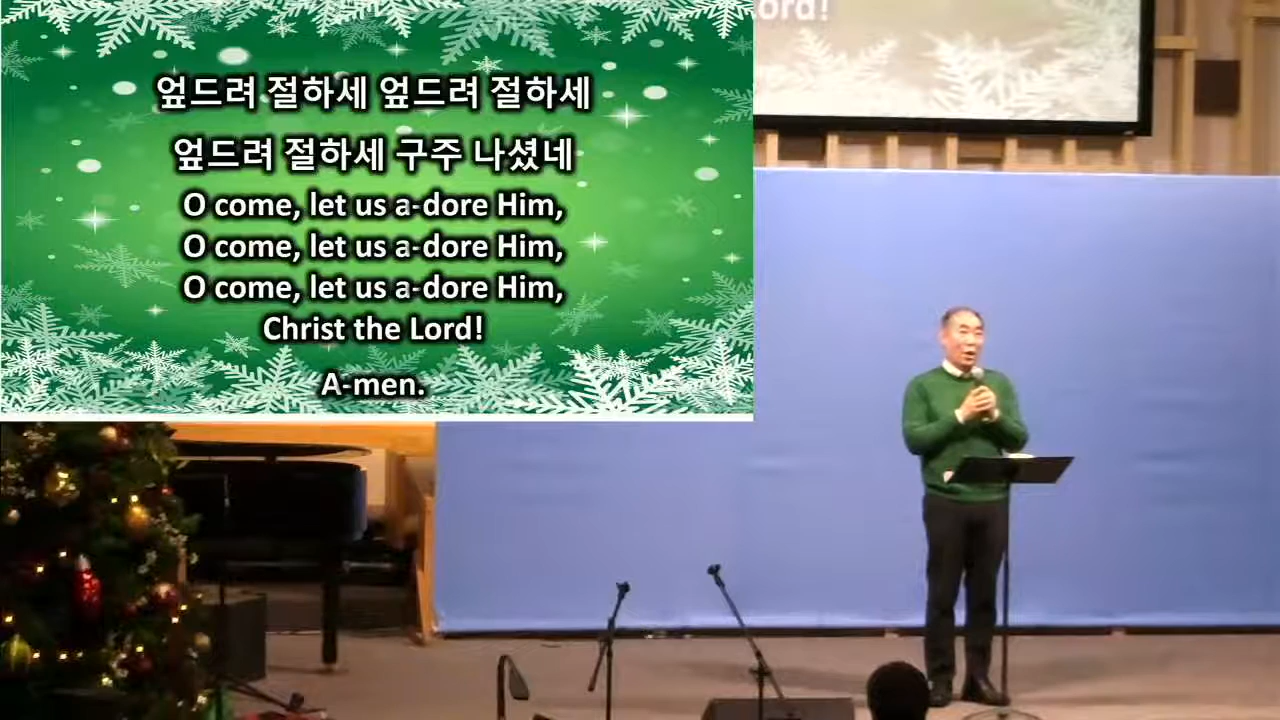 엎드려 절하세 엎드려 절하세
엎드려 절하세 구주 나셨네
O come, let us a-dore Him,
O come, let us a-dore Him,
O come, let us a-dore Him,
Christ the Lord!
A-men.
ord!